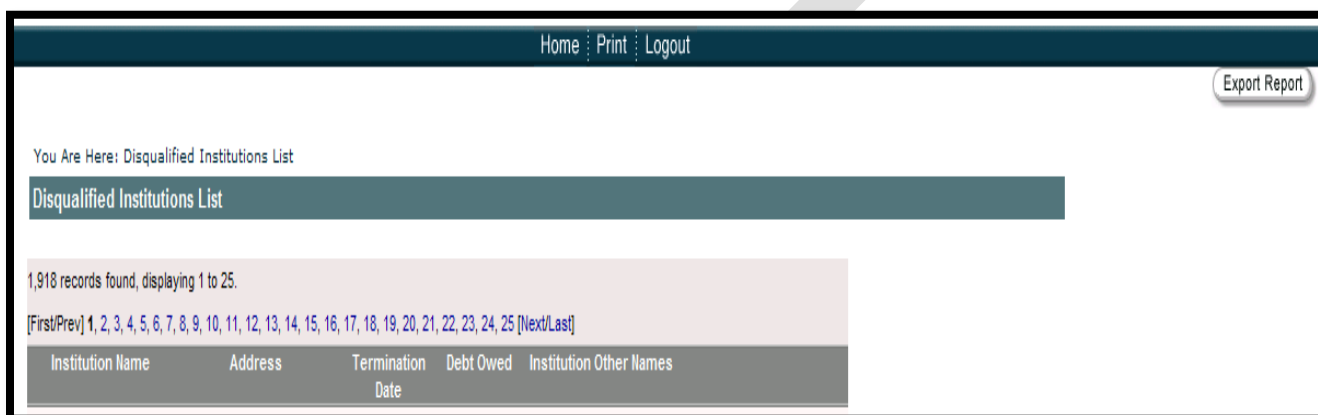 Home Print Logout
Export Report
You Are Here: Disqualified Institutions List
Disqualified Institutions List
1,918 records found, displaying 1 to 25.
[First/Prev] 1, 2, 3, 4, 5, 6, 7, 8, 9, 10, 11, 12, 13, 14, 15, 16, 17, 18, 19, 20, 21, 22, 23, 24, 25 [Next/Last]
Institution Name Address Termination Date Debt Owed Institution Other Names